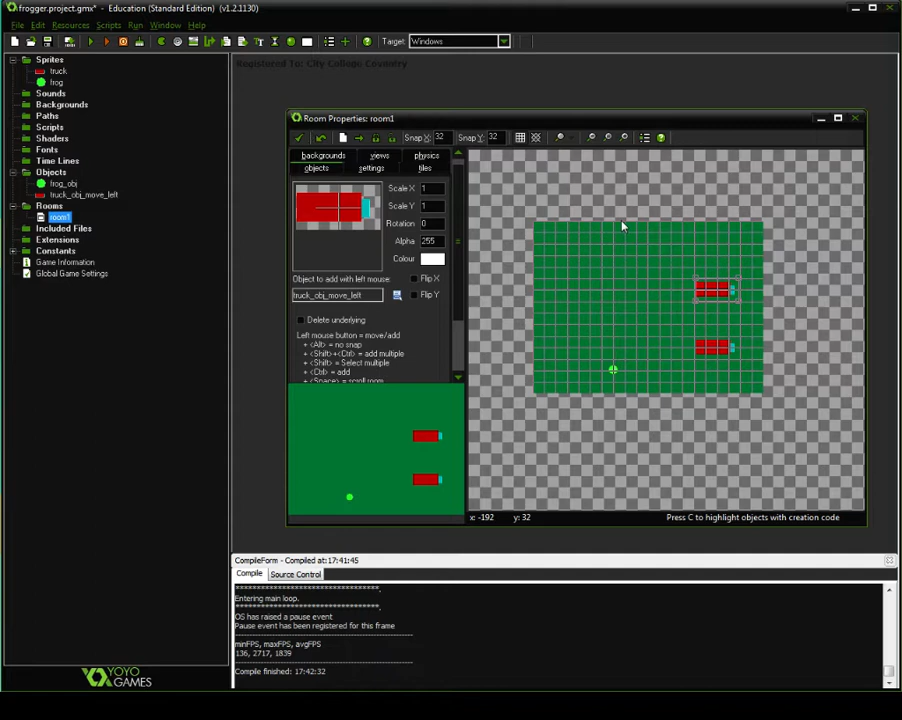 frogger.project.gmx* - Education (Standard Edition) (v1.2.1130)
File Edit Resources Scripts Run Window Help
Target Windows
Registered To: City College Coventry
Sprites
truck
frog
Sounds
Backgrounds
Paths
Scripts
Shaders
Fonts
Time Lines
Objects
frog_obj
truck_obj_move_left
Rooms
room1
Included Files
Extensions
Constants
Game Information
Global Game Settings
Room Properties: room1
Snap X: 32 Snap Y: 32
backgrounds views physics
objects settings tiles
Scale X 1
Scale Y 1
Rotation 0
Alpha 255
Colour
Object to add with left mouse:
Flip X
truck_obj_move_left
Flip Y
Delete underlying
Left mouse button = move/add
+ <Alt> = no snap
+ <Shift>+<Ctrl> = add multiple
+ <Shift> = Select multiple
+ <Ctrl> = add
+ <Space> = scroll room
x: -192 y: 32 Press C to highlight objects with creation code
CompileForm - Compiled at:17:41:45
Compile Source Control
Entering main loop.
OS has raised a pause event
Pause event has been registered for this frame
minFPS, maxFPS, avgFPS
136, 2717, 1839
Compile finished: 17:42:32
YOYO
GAMES